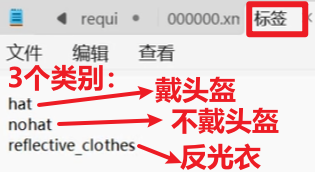 requi 000000.xn 标签
文件 编辑 查看
3个类别：
hat 戴头盔
nohat 不戴头盔
reflective_clothes 反光衣